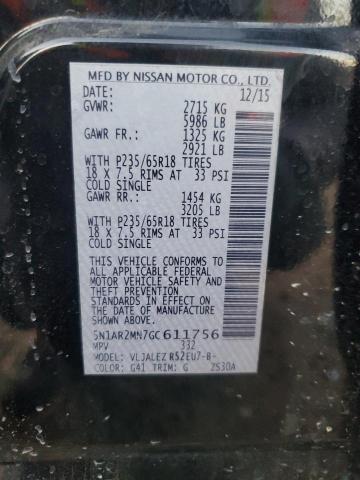 MFD BY NISSAN MOTOR CO., LTD.
DATE: 12/15
GVWR: 2715 KG
5986 LB
GAWR FR.: 1325 KG
2921 LB
WITH P235/65R18 TIRES
18 X 7.5 RIMS AT 33 PSI
COLD SINGLE
GAWR RR.: 1454 KG
3205 LB
WITH P235/65R18 TIRES
18 X 7.5 RIMS AT 33 PSI
COLD SINGLE
THIS VEHICLE CONFORMS TO
ALL APPLICABLE FEDERAL
MOTOR VEHICLE SAFETY AND
THEFT PREVENTION
STANDARDS IN EFFECT ON
THE DATE OF MANUFACTURE
SHOWN ABOVE.
5N1AR2MN7GC611756
MPV 332
VLJALEZ R52EU7-B-
COLOR: G41 TRIM: G ZS30A